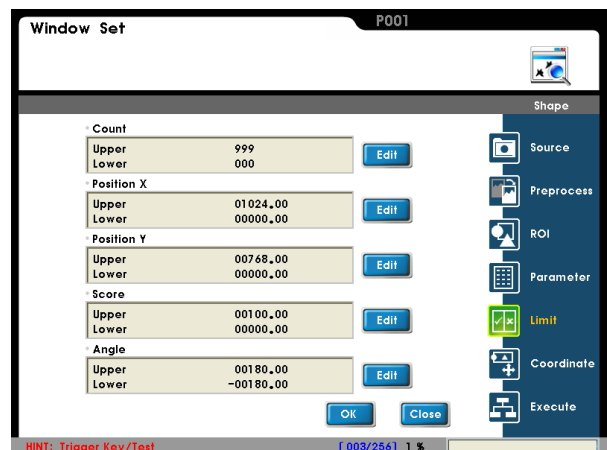 Window Set
P001
Shape
Count
Upper 999
Lower 000
Edit
Position X
Upper 01024.00
Lower 00000.00
Edit
Position Y
Upper 00768.00
Lower 00000.00
Edit
Score
Upper 00100.00
Lower 00000.00
Edit
Angle
Upper 00180.00
Lower -00180.00
Edit
OK Close
Source
Preprocess
ROI
Parameter
Limit
Coordinate
Execute
HINT: Trigger Key/Test [003/256] 1 %